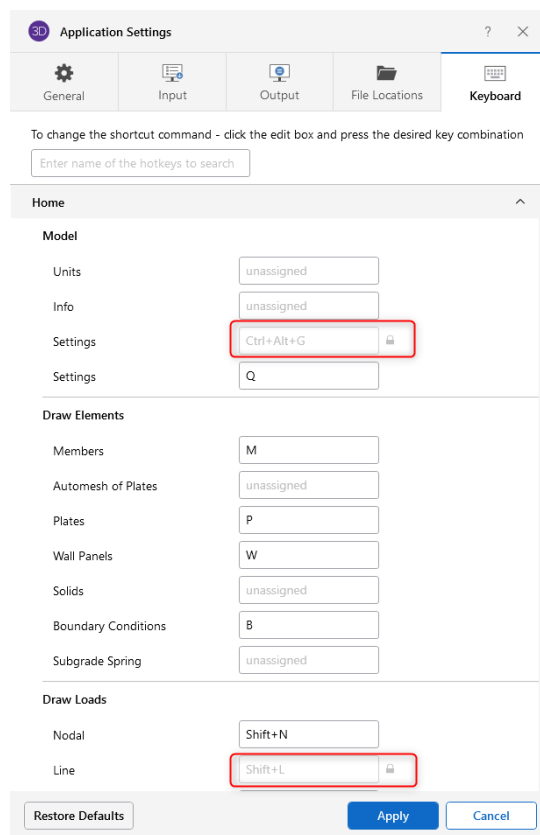 3D Application Settings ?
General Input Output File Locations Keyboard
To change the shortcut command - click the edit box and press the desired key combination
Enter name of the hotkeys to search
Home
Model
Units unassigned
Info unassigned
Settings Ctrl+Alt+G
Settings Q
Draw Elements
Members M
Automesh of Plates unassigned
Plates P
Wall Panels W
Solids unassigned
Boundary Conditions B
Subgrade Spring unassigned
Draw Loads
Nodal Shift+N
Line Shift+L
Restore Defaults Apply Cancel